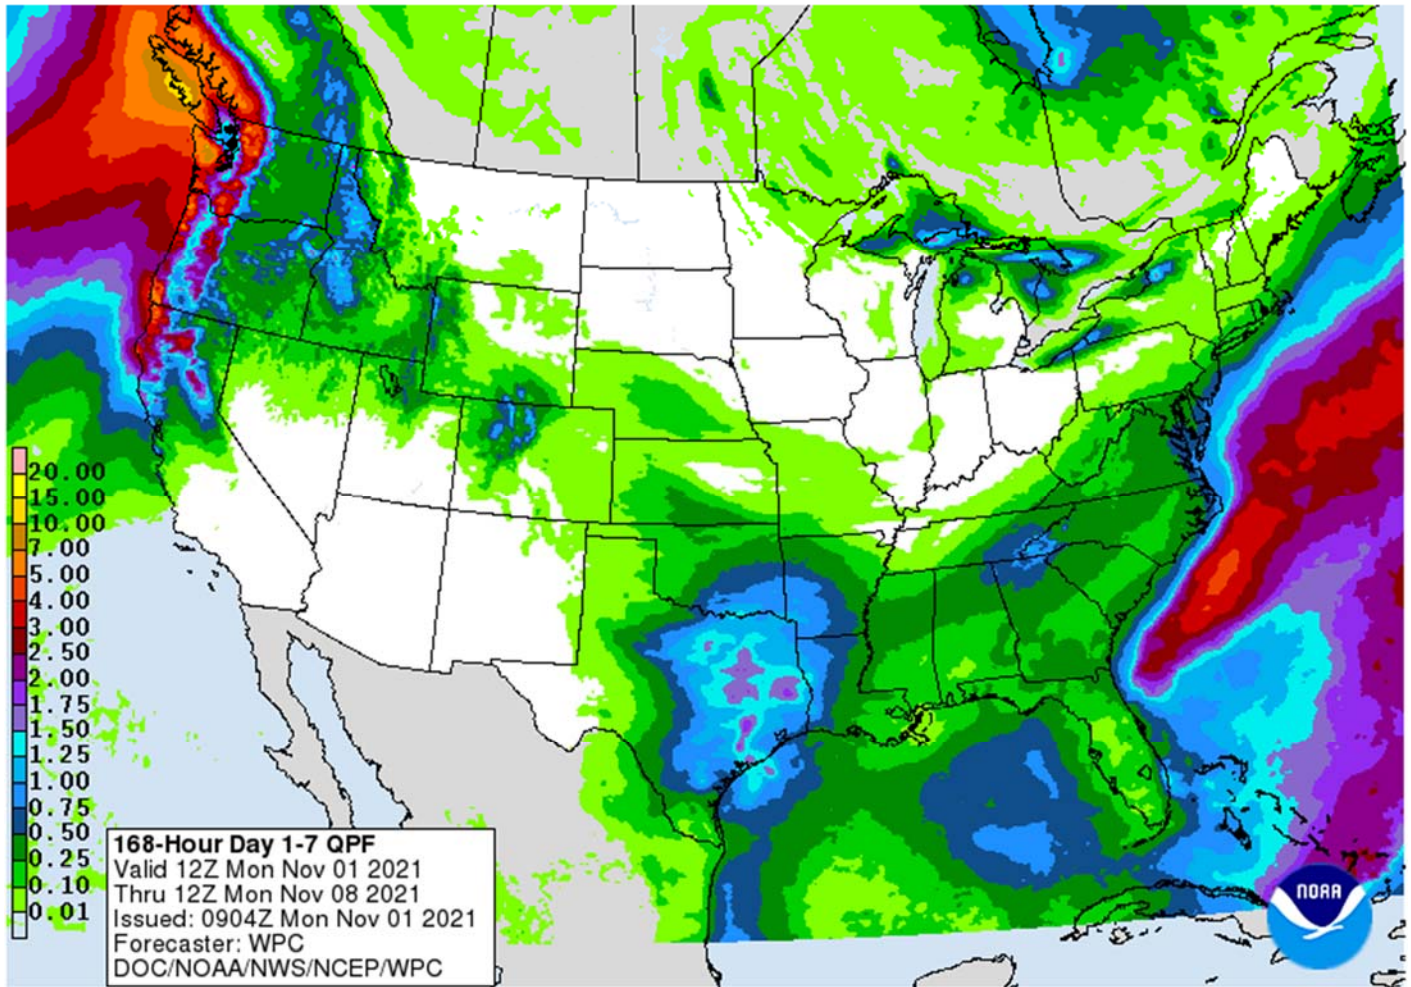 20.00
15.00
10.00
7.00
5.00
4.00
3.00
2.50
2.00
1.75
1.50
1.25
1.00
0.75
0.50
0.25
0.10
0.01
168-Hour Day 1-7 QPF
Valid 12Z Mon Nov 01 2021
Thru 12Z Mon Nov 08 2021
Issued: 0904Z Mon Nov 01 2021
Forecaster: WPC
DOC/NOAA/NWS/NCEP/WPC
NOAA